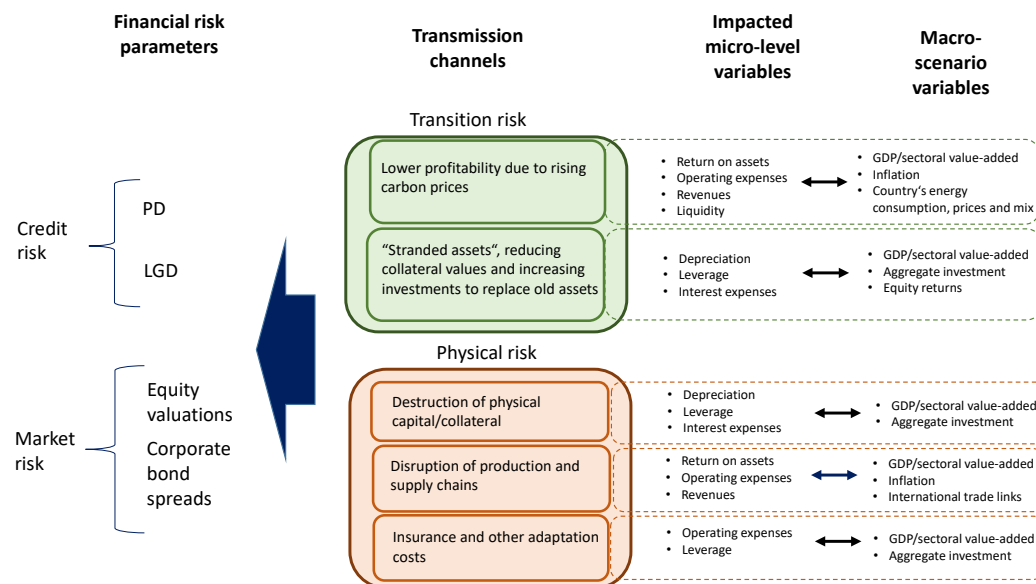 Financial risk
parameters
Transmission
channels
Impacted
micro-level
variables
Macro-
scenario
variables
Credit
risk
PD
LGD
Market
risk
Equity
valuations
Corporate
bond
spreads
Transition risk
Lower profitability due to rising
carbon prices
• Return on assets
• Operating expenses
• Revenues
• Liquidity
• GDP/sectoral value-added
• Inflation
• Country‘s energy
consumption, prices and mix
“Stranded assets“, reducing
collateral values and increasing
investments to replace old assets
• Depreciation
• Leverage
• Interest expenses
• GDP/sectoral value-added
• Aggregate investment
• Equity returns
Physical risk
Destruction of physical
capital/collateral
• Depreciation
• Leverage
• Interest expenses
• GDP/sectoral value-added
• Aggregate investment
Disruption of production and
supply chains
• Return on assets
• Operating expenses
• Revenues
• GDP/sectoral value-added
• Inflation
• International trade links
Insurance and other adaptation
costs
• Operating expenses
• Leverage
• GDP/sectoral value-added
• Aggregate investment